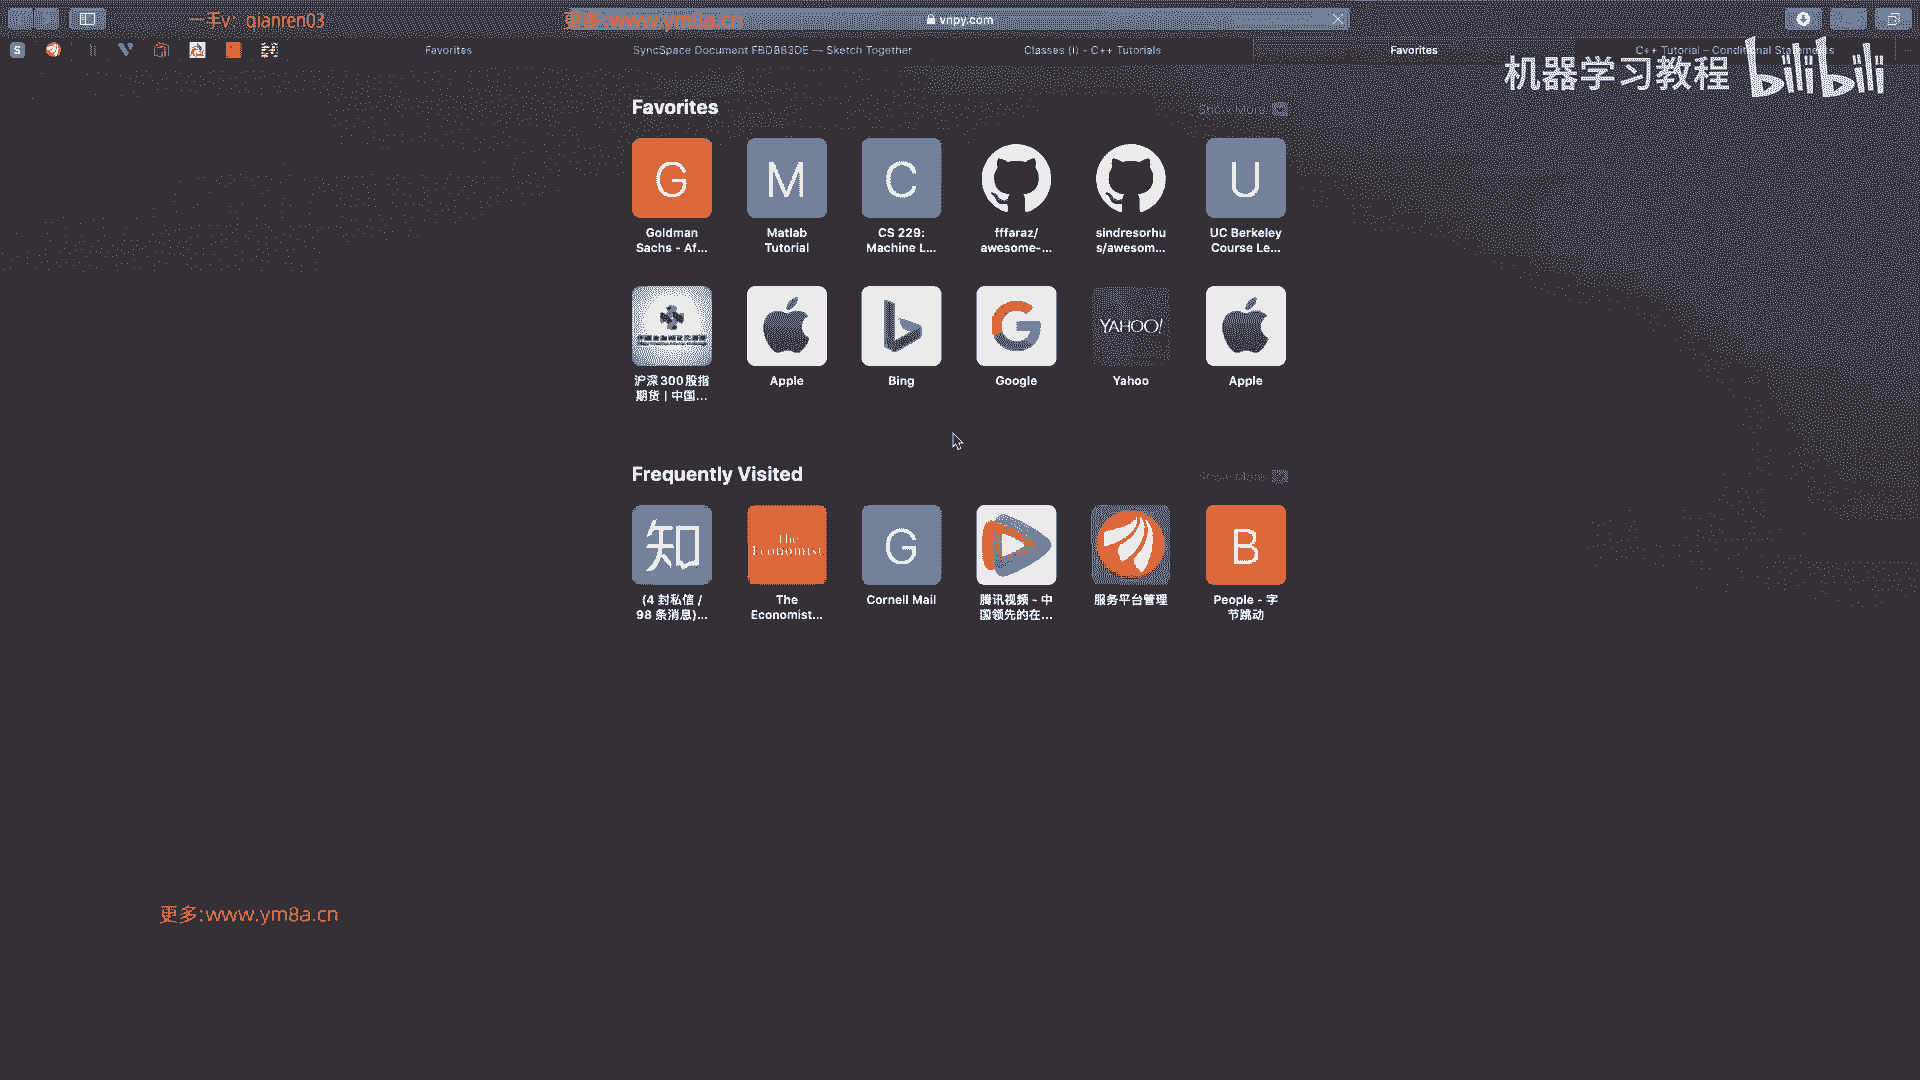 一手v：qianren03
更多:www.ym8a.cn
vnpy.com
S
Favorites
SyncSpace Document FBD883DE — Sketch Together
Classes (I) - C++ Tutorials
Favorites
C++ Tutorial – Conditional Statements
机器学习教程
bilibili
Favorites
Show More
G
M
C
U
Goldman
Sachs - Af...
Matlab
Tutorial
CS 229:
Machine L...
fffaraz/
awesome-...
sindresorhu
s/awesom...
UC Berkeley
Course Le...
YAHOO!
沪深300股指
期货 | 中国...
Apple
Bing
Google
Yahoo
Apple
Frequently Visited
Show More
知
The
Economist
G
B
(4 封私信 /
98 条消息)...
The
Economist...
Cornell Mail
腾讯视频 - 中
国领先的在...
服务平台管理
People - 字
节跳动
更多:www.ym8a.cn